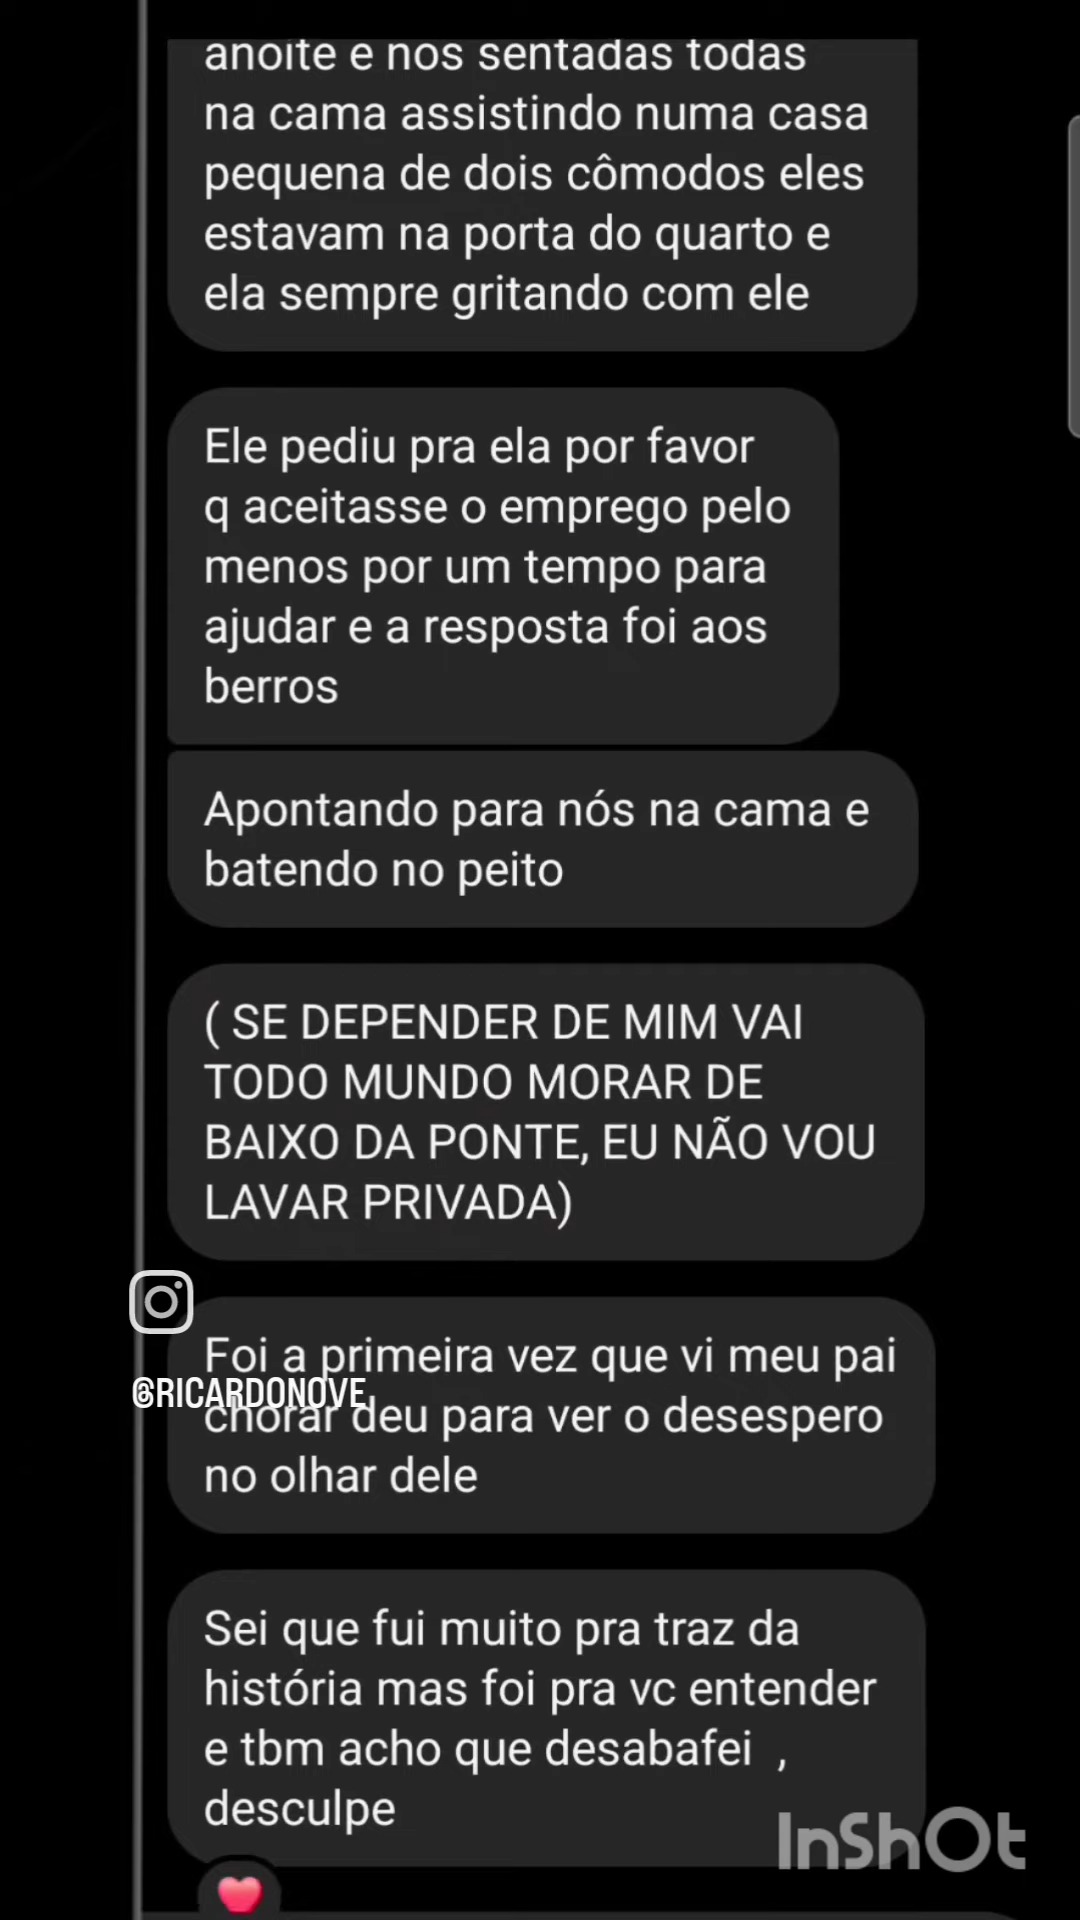 anoite e nos sentadas todas
na cama assistindo numa casa
pequena de dois cômodos eles
estavam na porta do quarto e
ela sempre gritando com ele
Ele pediu pra ela por favor
q aceitasse o emprego pelo
menos por um tempo para
ajudar e a resposta foi aos
berros
Apontando para nós na cama e
batendo no peito
( SE DEPENDER DE MIM VAI
TODO MUNDO MORAR DE
BAIXO DA PONTE, EU NÃO VOU
LAVAR PRIVADA)
Foi a primeira vez que vi meu pai
@RICARDONOVE
chorar deu para ver o desespero
no olhar dele
Sei que fui muito pra traz da
história mas foi pra vc entender
e tbm acho que desabafei ,
desculpe
InShOt